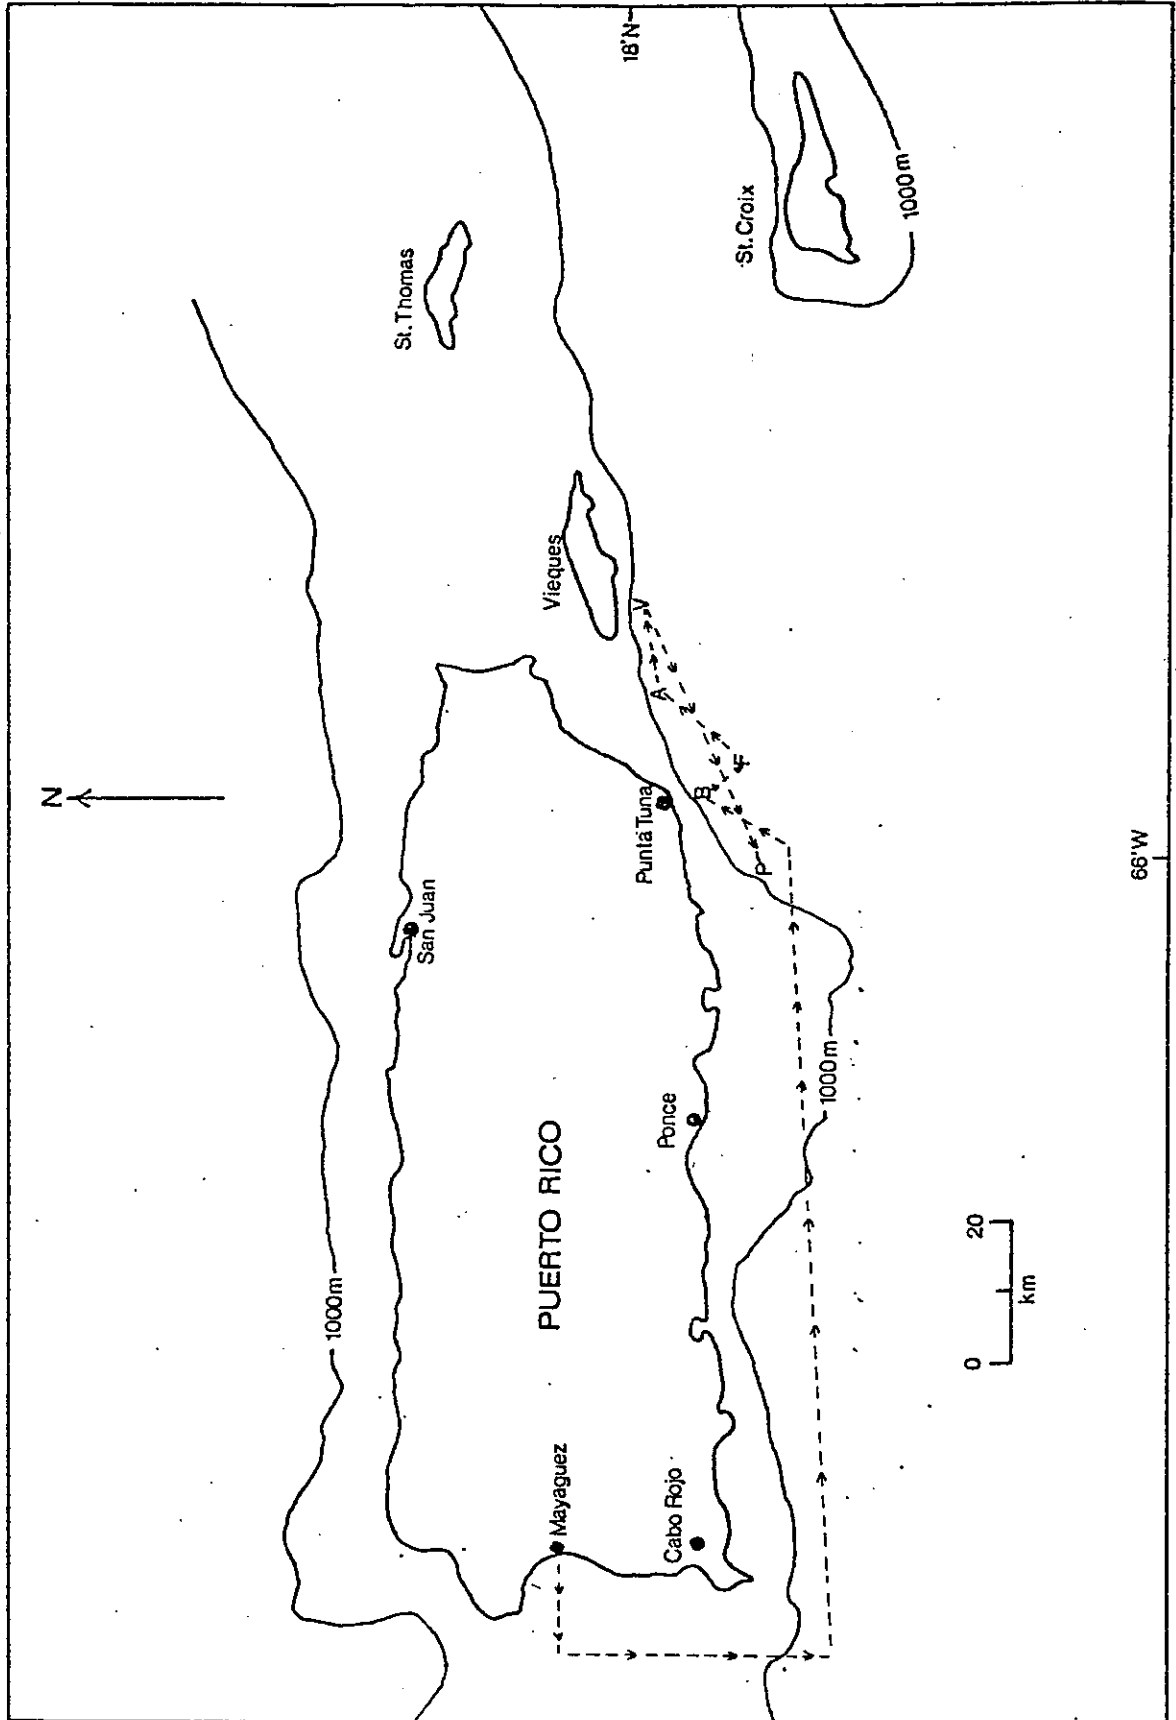 N
1000m
San Juan
St. Thomas
PUERTO RICO
Mayaguez
Vieques
18'N
Cabo Rojo
Ponce
Punta Tuna
V
A
B
F
P
St. Croix
1000m
1000m
0 20
km
66'W